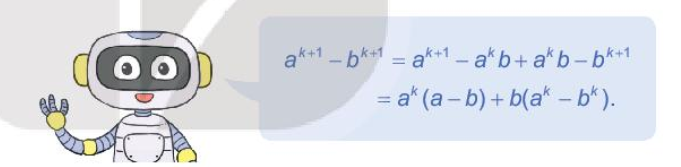 a^{k+1} – b^{k+1} = a^{k+1} – a^k b + a^k b – b^{k+1}
= a^k (a – b) + b(a^k – b^k).